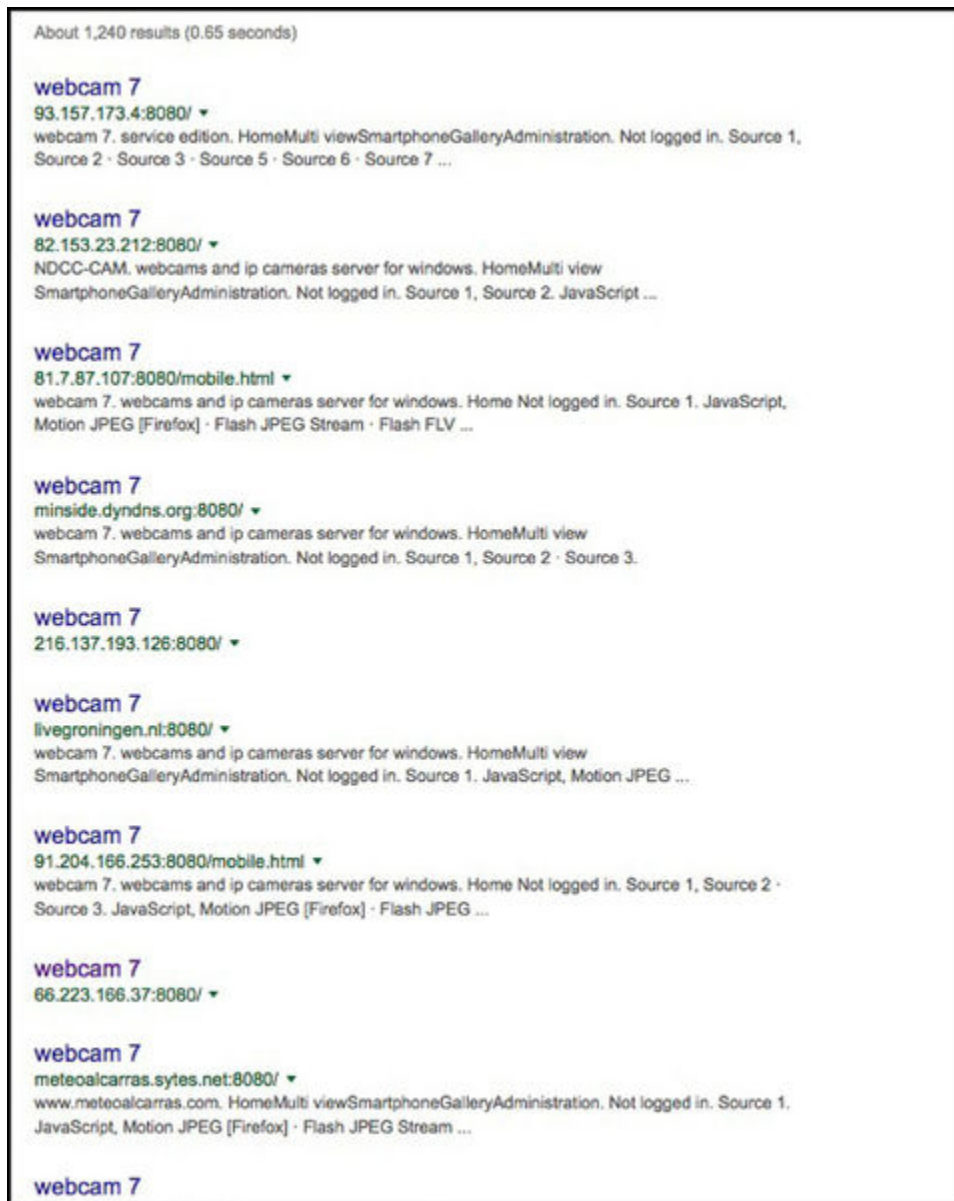 About 1,240 results (0.65 seconds)
webcam 7
93.157.173.4:8080/
webcam 7. service edition. HomeMulti viewSmartphoneGalleryAdministration. Not logged in. Source 1,
Source 2 · Source 3 · Source 5 · Source 6 · Source 7 ...
webcam 7
82.153.23.212:8080/
NDCC-CAM. webcams and ip cameras server for windows. HomeMulti view
SmartphoneGalleryAdministration. Not logged in. Source 1, Source 2. JavaScript ...
webcam 7
81.7.87.107:8080/mobile.html
webcam 7. webcams and ip cameras server for windows. Home Not logged in. Source 1. JavaScript,
Motion JPEG [Firefox] · Flash JPEG Stream · Flash FLV ...
webcam 7
minside.dyndns.org:8080/
webcam 7. webcams and ip cameras server for windows. HomeMulti view
SmartphoneGalleryAdministration. Not logged in. Source 1, Source 2 · Source 3.
webcam 7
216.137.193.126:8080/
webcam 7
livegroningen.nl:8080/
webcam 7. webcams and ip cameras server for windows. HomeMulti view
SmartphoneGalleryAdministration. Not logged in. Source 1. JavaScript, Motion JPEG ...
webcam 7
91.204.166.253:8080/mobile.html
webcam 7. webcams and ip cameras server for windows. Home Not logged in. Source 1, Source 2 ·
Source 3. JavaScript, Motion JPEG [Firefox] · Flash JPEG ...
webcam 7
66.223.166.37:8080/
webcam 7
meteoalcarras.sytes.net:8080/
www.meteoalcarras.com. HomeMulti viewSmartphoneGalleryAdministration. Not logged in. Source 1.
JavaScript, Motion JPEG [Firefox] · Flash JPEG Stream ...
webcam 7